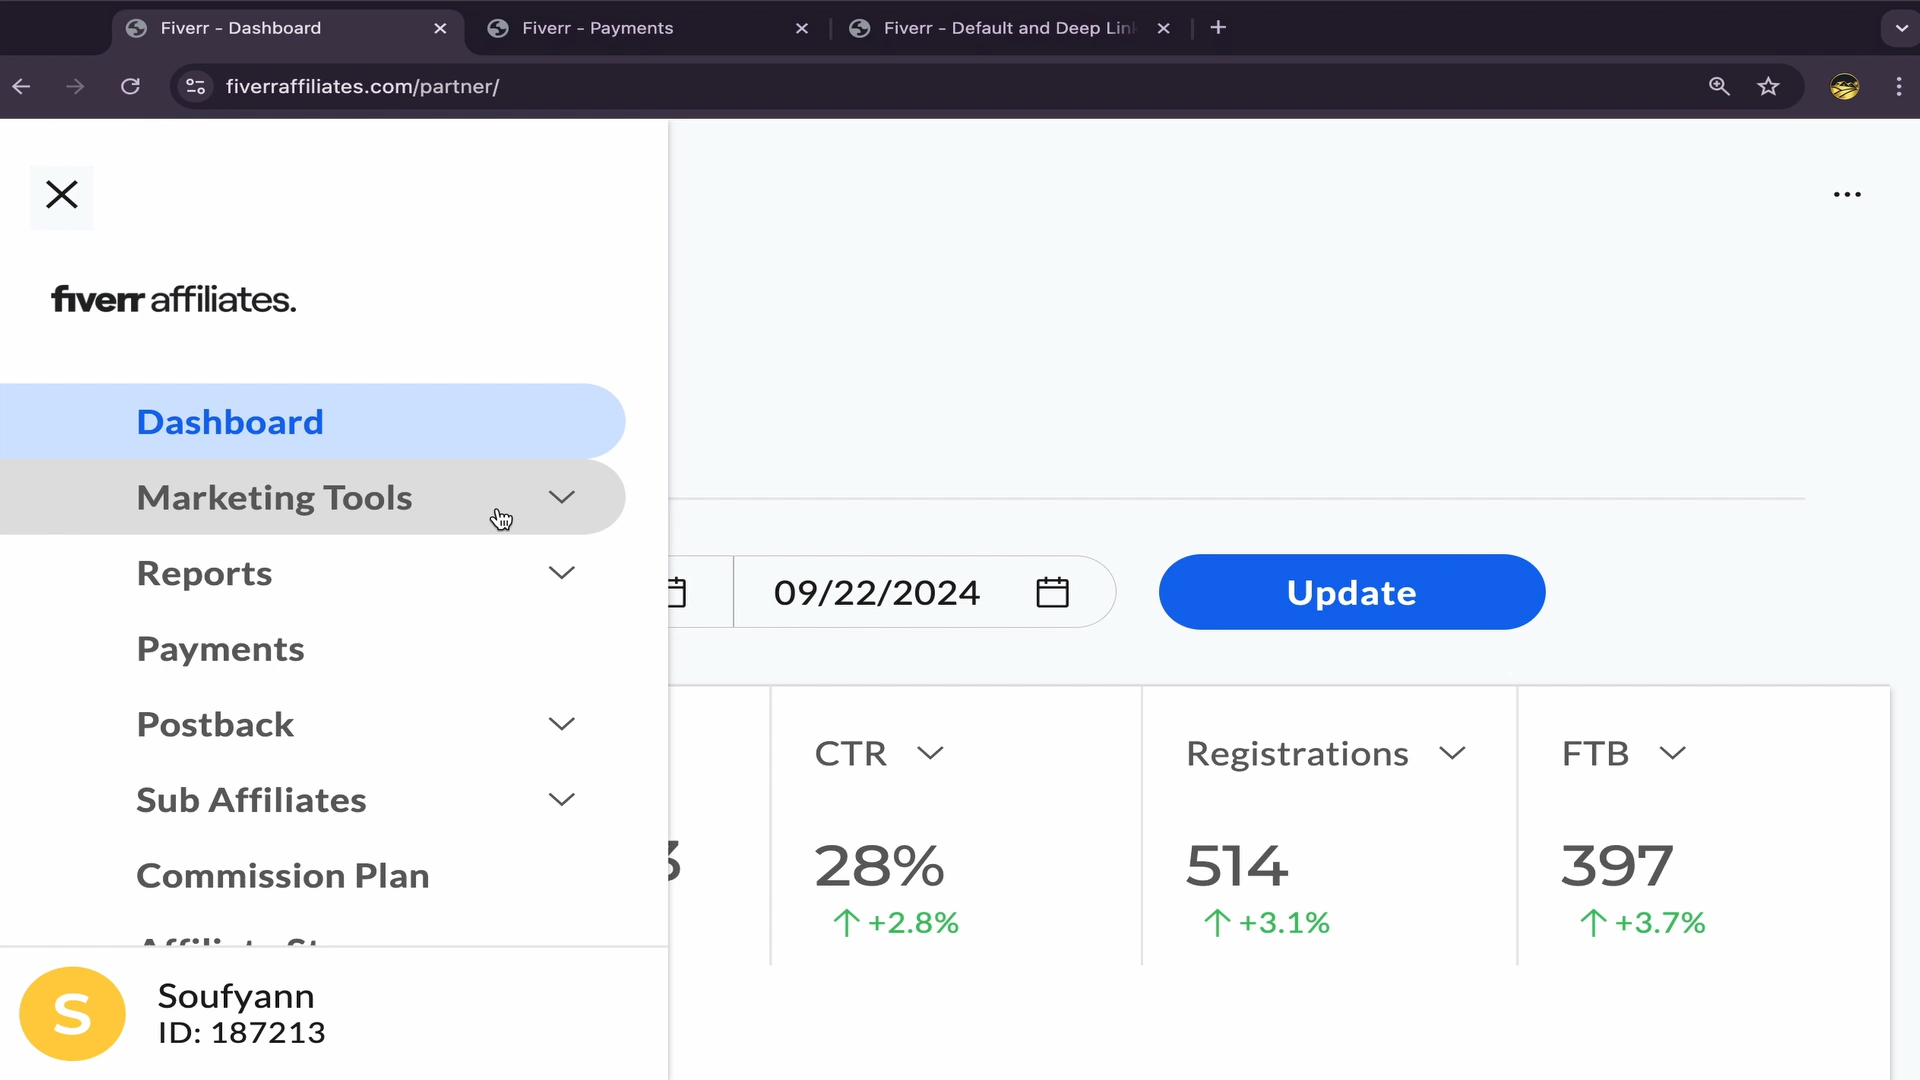 Fiverr - Dashboard
Fiverr - Payments
Fiverr - Default and Deep Lin
fiverraffiliates.com/partner/
fiverr affiliates.
Dashboard
Marketing Tools
Reports
09/22/2024
Update
Payments
Postback
CTR
Registrations
FTB
Sub Affiliates
28%
514
397
Commission Plan
+2.8%
+3.1%
+3.7%
S
Soufyann
ID: 187213